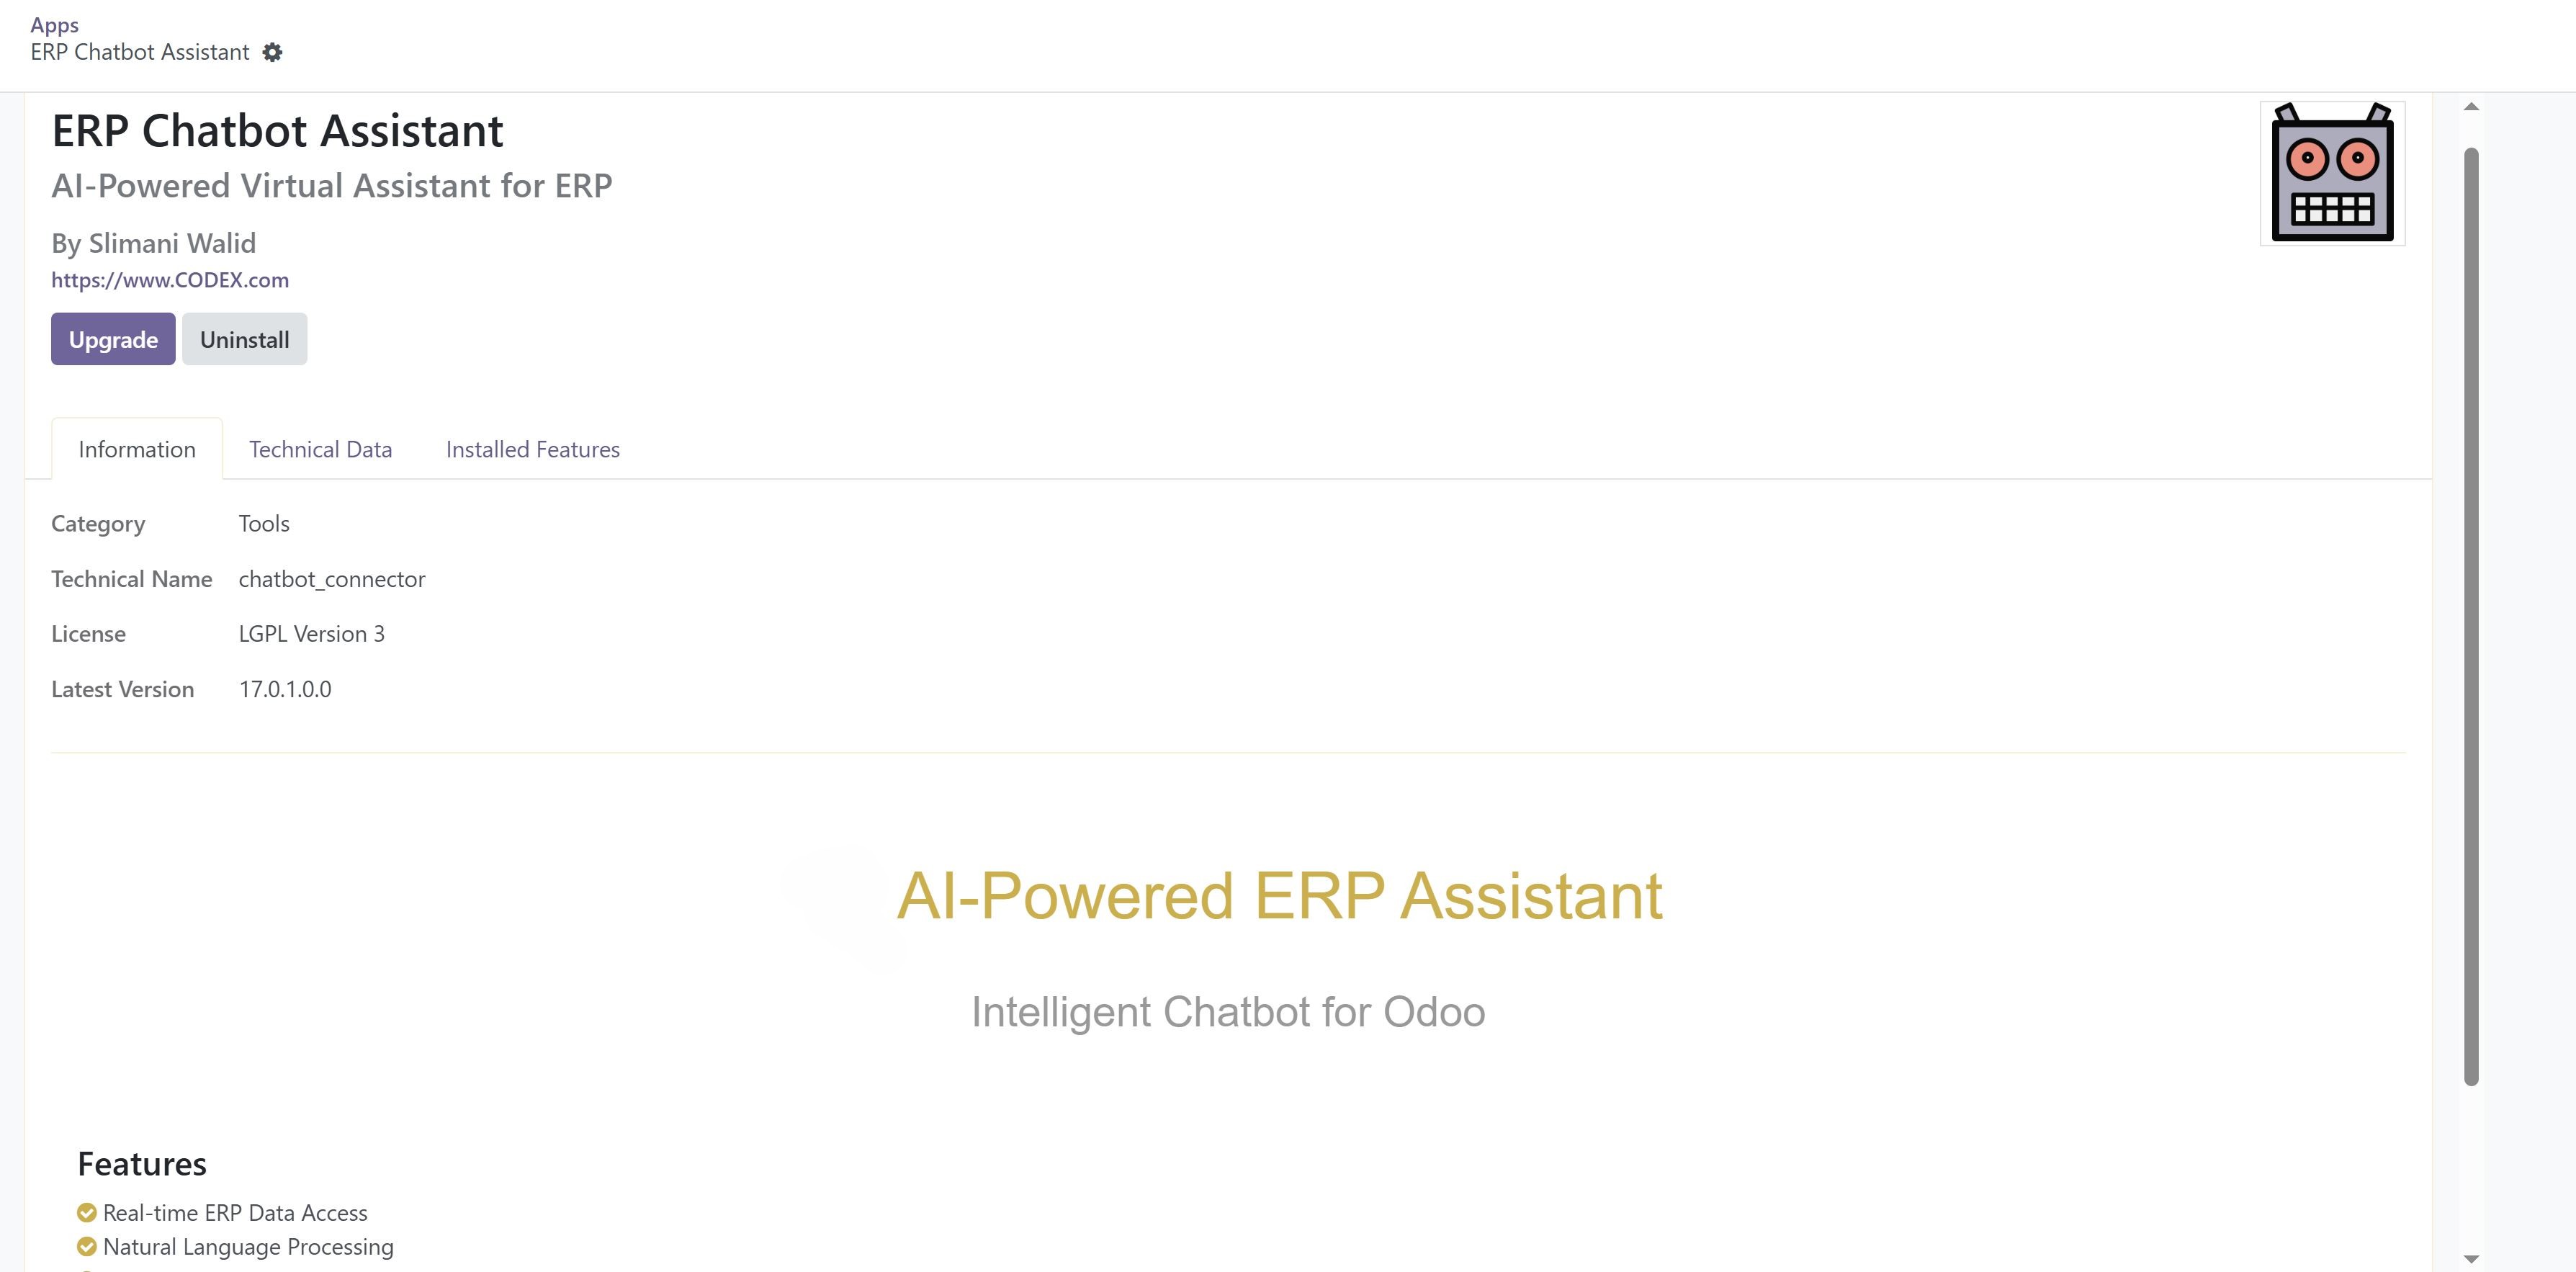 Apps
ERP Chatbot Assistant
ERP Chatbot Assistant
AI-Powered Virtual Assistant for ERP
By Slimani Walid
https://www.CODEX.com
Upgrade Uninstall
Information Technical Data Installed Features
Category Tools
Technical Name chatbot_connector
License LGPL Version 3
Latest Version 17.0.1.0.0
AI-Powered ERP Assistant
Intelligent Chatbot for Odoo
Features
Real-time ERP Data Access
Natural Language Processing